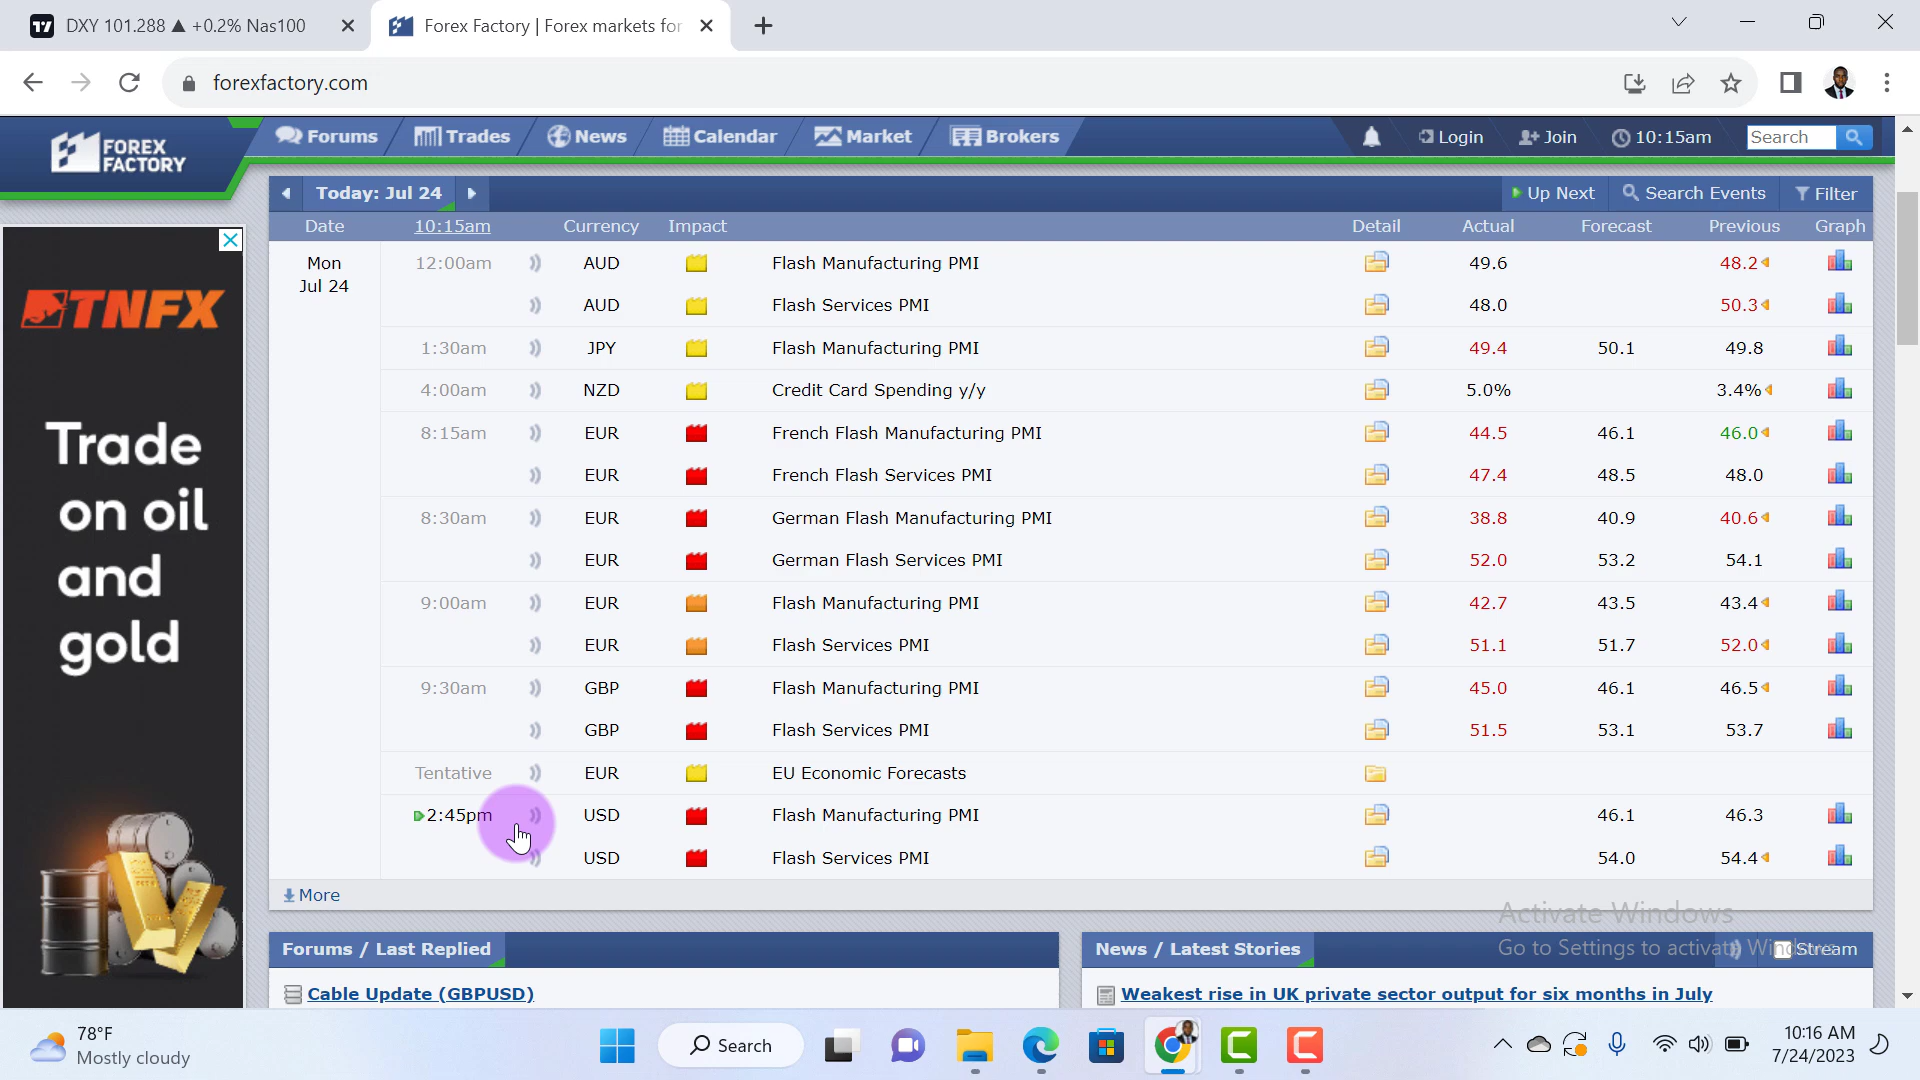 DXY 101.288 ▲ +0.2% Nas100
Forex Factory | Forex markets for
forexfactory.com
FOREX
FACTORY
Forums
Trades
News
Calendar
Market
Brokers
Login
Join
10:15am
Search
Today: Jul 24
Up Next
Search Events
Filter
Date 10:15am Currency Impact Detail Actual Forecast Previous Graph
Mon
Jul 24
12:00am AUD Flash Manufacturing PMI 49.6 48.2
AUD Flash Services PMI 48.0 50.3
1:30am JPY Flash Manufacturing PMI 49.4 50.1 49.8
4:00am NZD Credit Card Spending y/y 5.0% 3.4%
8:15am EUR French Flash Manufacturing PMI 44.5 46.1 46.0
EUR French Flash Services PMI 47.4 48.5 48.0
8:30am EUR German Flash Manufacturing PMI 38.8 40.9 40.6
EUR German Flash Services PMI 52.0 53.2 54.1
9:00am EUR Flash Manufacturing PMI 42.7 43.5 43.4
EUR Flash Services PMI 51.1 51.7 52.0
9:30am GBP Flash Manufacturing PMI 45.0 46.1 46.5
GBP Flash Services PMI 51.5 53.1 53.7
Tentative EUR EU Economic Forecasts
2:45pm USD Flash Manufacturing PMI 46.1 46.3
USD Flash Services PMI 54.0 54.4
More
TNFX
Trade
on oil
and
gold
Forums / Last Replied
Cable Update (GBPUSD)
News / Latest Stories
Stream
Weakest rise in UK private sector output for six months in July
Activate Windows
Go to Settings to activate Windows.
78°F
Mostly cloudy
Search
10:16 AM
7/24/2023